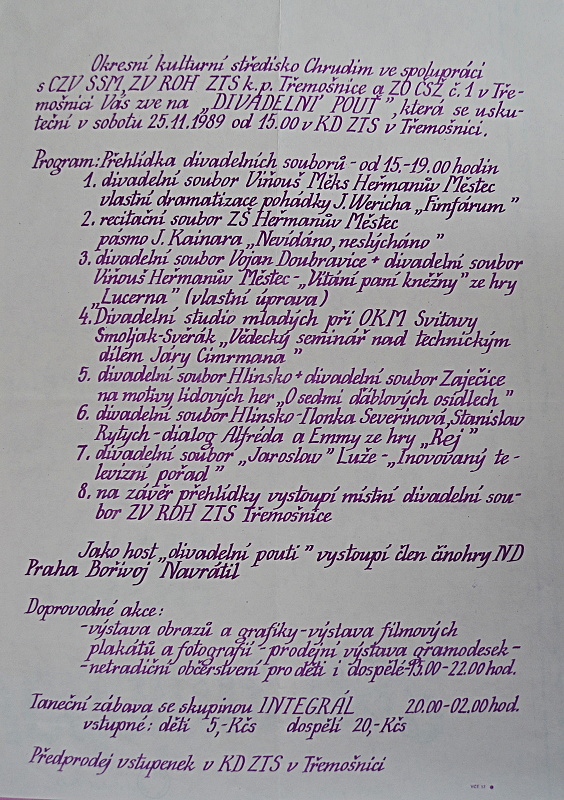 Okresní kulturní středisko Chrudim ve spolupráci
s CZV SSM, ZV ROH ZTS k.p. Třemošnice a ZO ČSŽ č.1 v Tře-
mošnici Vás zve na „DIVADELNÍ POUŤ", která se usku-
teční v sobotu 25.11.1989 od 15.00 v KD ZTS v Třemošnici.
Program: Přehlídka divadelních souborů - od 15.-19.00 hodin
1. divadelní soubor Viňouš Měks Heřmanův Městec
vlastní dramatizace pohádky J. Wericha „Fimfárum"
2. recitační soubor ZŠ Heřmanův Městec
pásmo J. Kainara „Nevídáno, neslýcháno"
3. divadelní soubor Vojan Doubravice + divadelní soubor
Viňouš Heřmanův Městec - „Vítání paní kněžny" ze hry
„Lucerna" (vlastní úprava)
4. Divadelní studio mladých při OKM Svitavy
Smoljak-Svěrák „Vědecký seminář nad technickým
dílem Járy Cimrmana"
5. divadelní soubor Hlinsko + divadelní soubor Zaječice
na motivy lidových her „O sedmi ďáblových osidlech"
6. divadelní soubor Hlinsko - Ilonka Severinová, Stanislav
Rytych - dialog Alfréda a Emmy ze hry „Rej"
7. divadelní soubor „Jaroslav" Luže - „Inovovaný te-
levizní pořad"
8. na závěr přehlídky vystoupí místní divadelní sou-
bor ZV ROH ZTS Třemošnice
Jako host „divadelní pouti" vystoupí člen činohry ND
Praha Bořivoj Navrátil
Doprovodné akce:
-výstava obrazů a grafiky - výstava filmových
plakátů a fotografií - prodejní výstava gramodesek -
-netradiční občerstvení pro děti i dospělé - 13.00 - 22.00 hod.
Taneční zábava se skupinou INTEGRÁL 20.00-02.00 hod.
vstupné: děti 5,-Kčs dospělí 20,-Kčs
Předprodej vstupenek v KD ZTS v Třemošnici